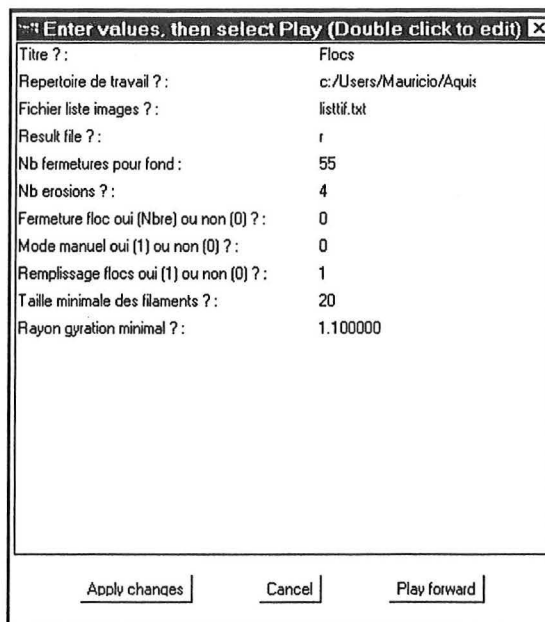 Enter values, then select Play (Double click to edit)
Titre ? : Flocs
Repertoire de travail ? : c:/Users/Mauricio/Aquis
Fichier liste images ? : listtif.txt
Result file ? : r
Nb fermetures pour fond : 55
Nb erosions ? : 4
Fermeture floc oui (Nbre) ou non (0) ? : 0
Mode manuel oui (1) ou non (0) ? : 0
Remplissage flocs oui (1) ou non (0) ? : 1
Taille minimale des filaments ? : 20
Rayon gyration minimal ? : 1.100000
Apply changes Cancel Play forward